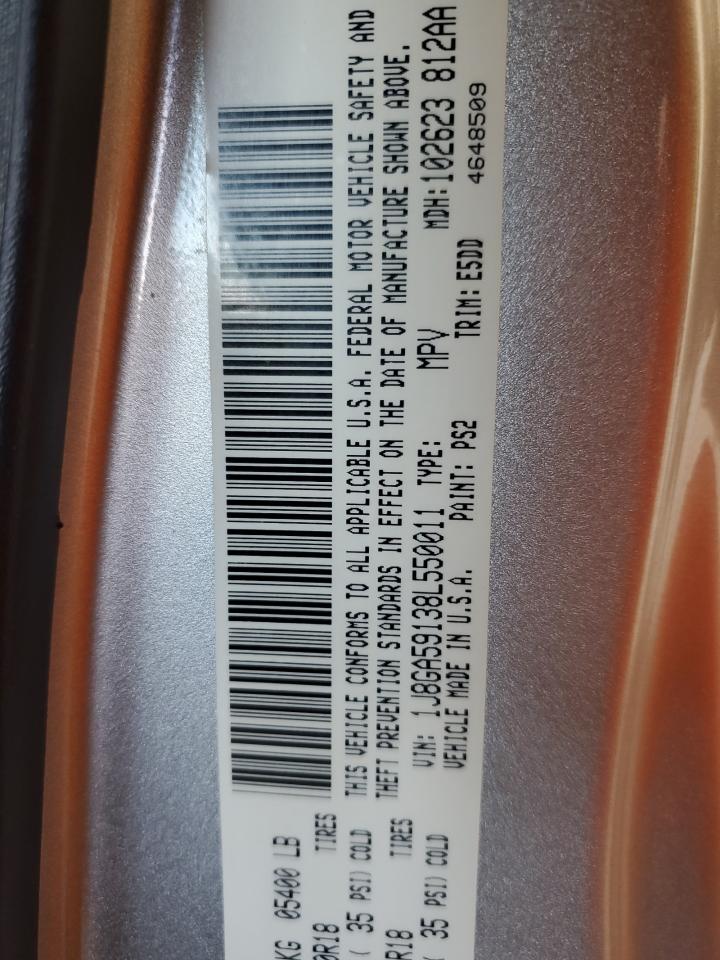 KG 05400 LB
0R18 TIRES
( 35 PSI) COLD
R18 TIRES
( 35 PSI) COLD
THIS VEHICLE CONFORMS TO ALL APPLICABLE U.S.A. FEDERAL MOTOR VEHICLE SAFETY AND
THEFT PREVENTION STANDARDS IN EFFECT ON THE DATE OF MANUFACTURE SHOWN ABOVE.
VIN: 1J8GA59138L550011 TYPE: MPV MDH: 102623 812AA
VEHICLE MADE IN U.S.A. PAINT: PS2 TRIM: E5DD 4648509